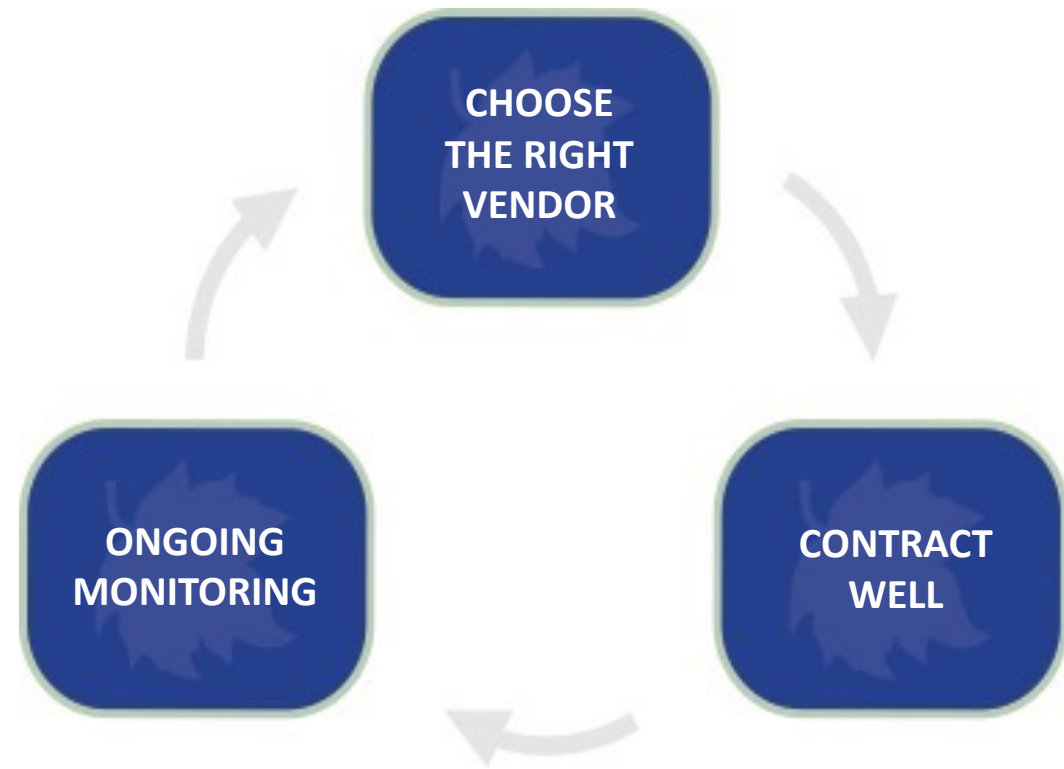 CHOOSE
THE RIGHT
VENDOR
CONTRACT
WELL
ONGOING
MONITORING